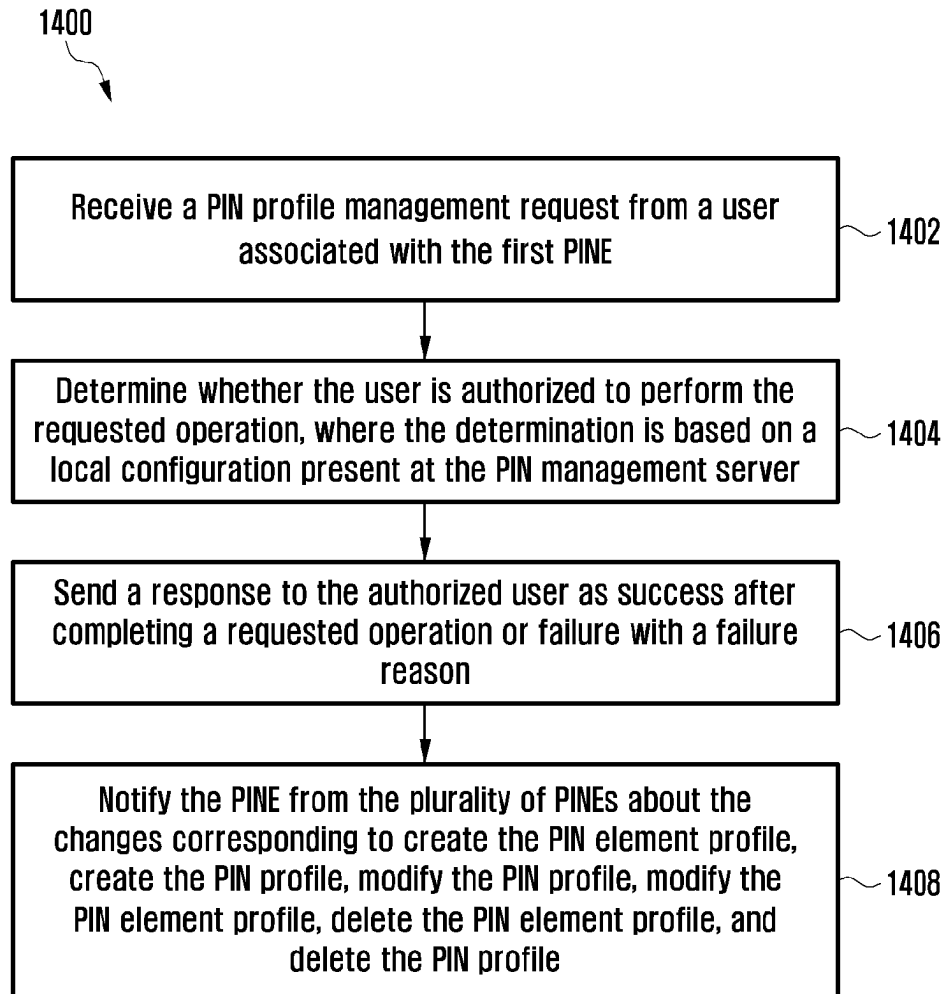 1400
Receive a PIN profile management request from a user
associated with the first PINE
1402
Determine whether the user is authorized to perform the
requested operation, where the determination is based on a
local configuration present at the PIN management server
1404
Send a response to the authorized user as success after
completing a requested operation or failure with a failure
reason
1406
Notify the PINE from the plurality of PINEs about the
changes corresponding to create the PIN element profile,
create the PIN profile, modify the PIN profile, modify the
PIN element profile, delete the PIN element profile, and
delete the PIN profile
1408